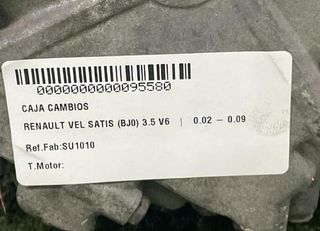 0000000000095580
CAJA CAMBIOS
RENAULT VEL SATIS (BJ0) 3.5 V6 | 0.02 – 0.09
Ref.Fab:SU1010
T.Motor: